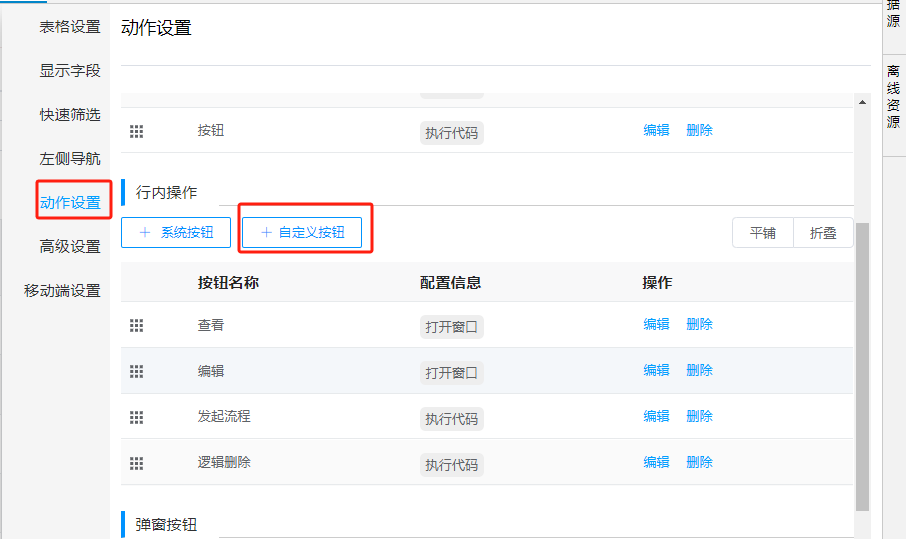 表格设置
显示字段
快速筛选
左侧导航
动作设置
高级设置
移动端设置
动作设置
按钮 执行代码 编辑 删除
行内操作
＋ 系统按钮 ＋ 自定义按钮 平铺 折叠
按钮名称 配置信息 操作
查看 打开窗口 编辑 删除
编辑 打开窗口 编辑 删除
发起流程 执行代码 编辑 删除
逻辑删除 执行代码 编辑 删除
弹窗按钮
据源
离线资源